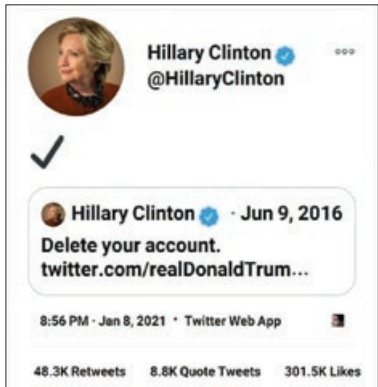 Hillary Clinton
@HillaryClinton
✔
Hillary Clinton · Jun 9, 2016
Delete your account.
twitter.com/realDonaldTrum...
8:56 PM · Jan 8, 2021 · Twitter Web App
48.3K Retweets 8.8K Quote Tweets 301.5K Likes